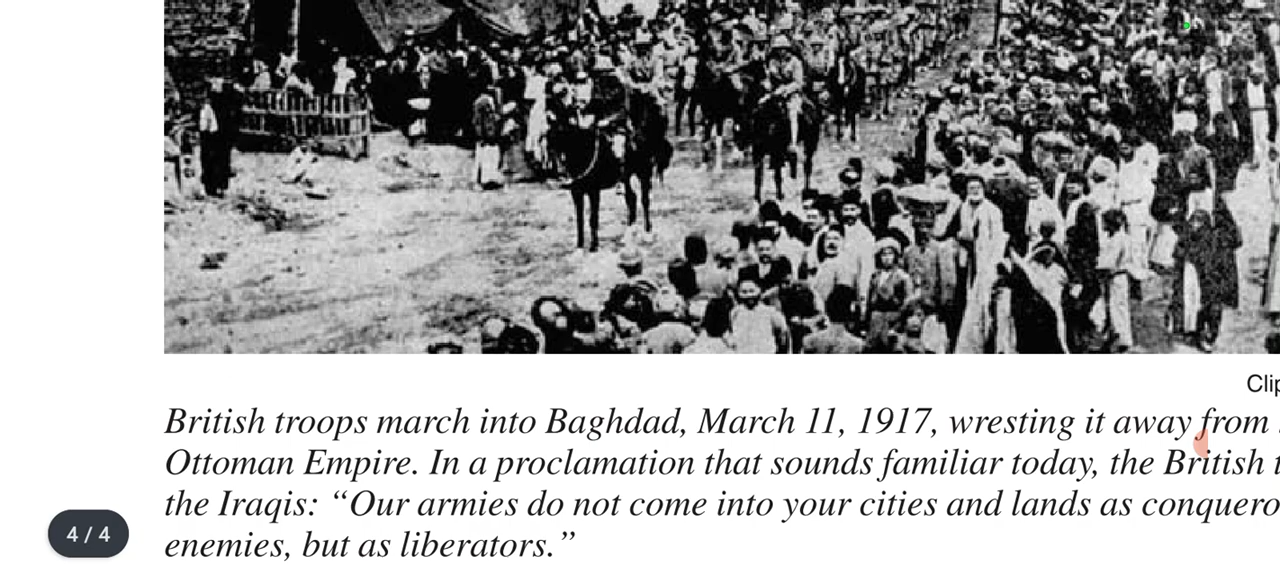 Clip
British troops march into Baghdad, March 11, 1917, wresting it away from
Ottoman Empire. In a proclamation that sounds familiar today, the British
the Iraqis: “Our armies do not come into your cities and lands as conquero
4 / 4
enemies, but as liberators.”